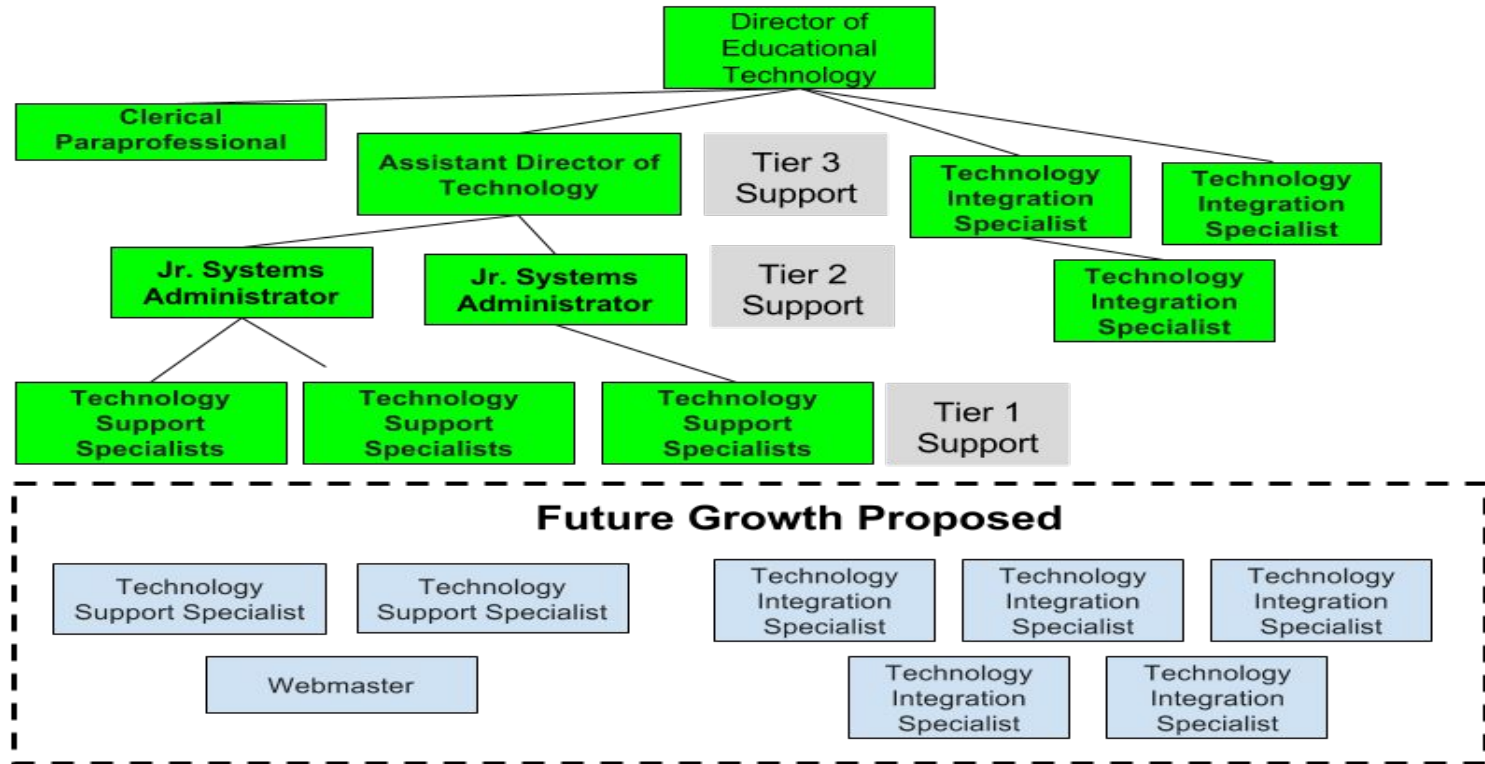 Director of
Educational
Technology
Clerical
Paraprofessional
Assistant Director of
Technology
Tier 3
Support
Technology
Integration
Specialist
Technology
Integration
Specialist
Jr. Systems
Administrator
Jr. Systems
Administrator
Tier 2
Support
Technology
Integration
Specialist
Technology
Support
Specialists
Technology
Support
Specialists
Technology
Support
Specialists
Tier 1
Support
Future Growth Proposed
Technology
Support Specialist
Technology
Support Specialist
Technology
Integration
Specialist
Technology
Integration
Specialist
Technology
Integration
Specialist
Webmaster
Technology
Integration
Specialist
Technology
Integration
Specialist